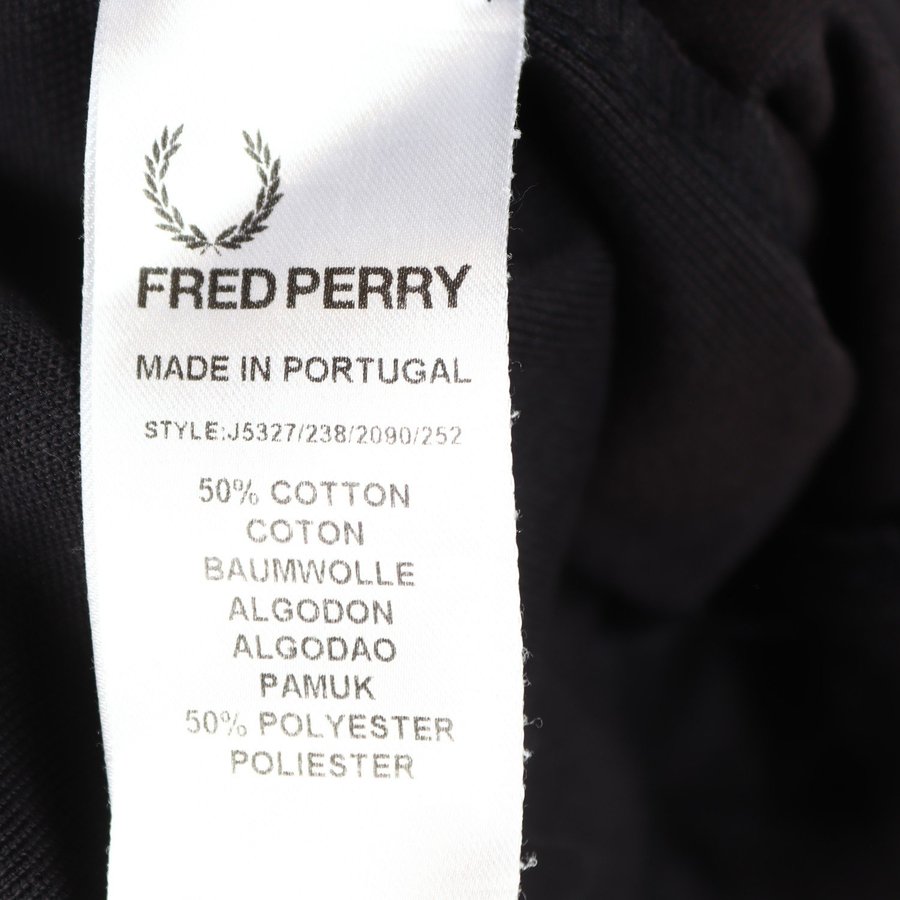 FRED PERRY
MADE IN PORTUGAL
STYLE:J5327/238/2090/252
50% COTTON
COTON
BAUMWOLLE
ALGODON
ALGODAO
PAMUK
50% POLYESTER
POLIESTER